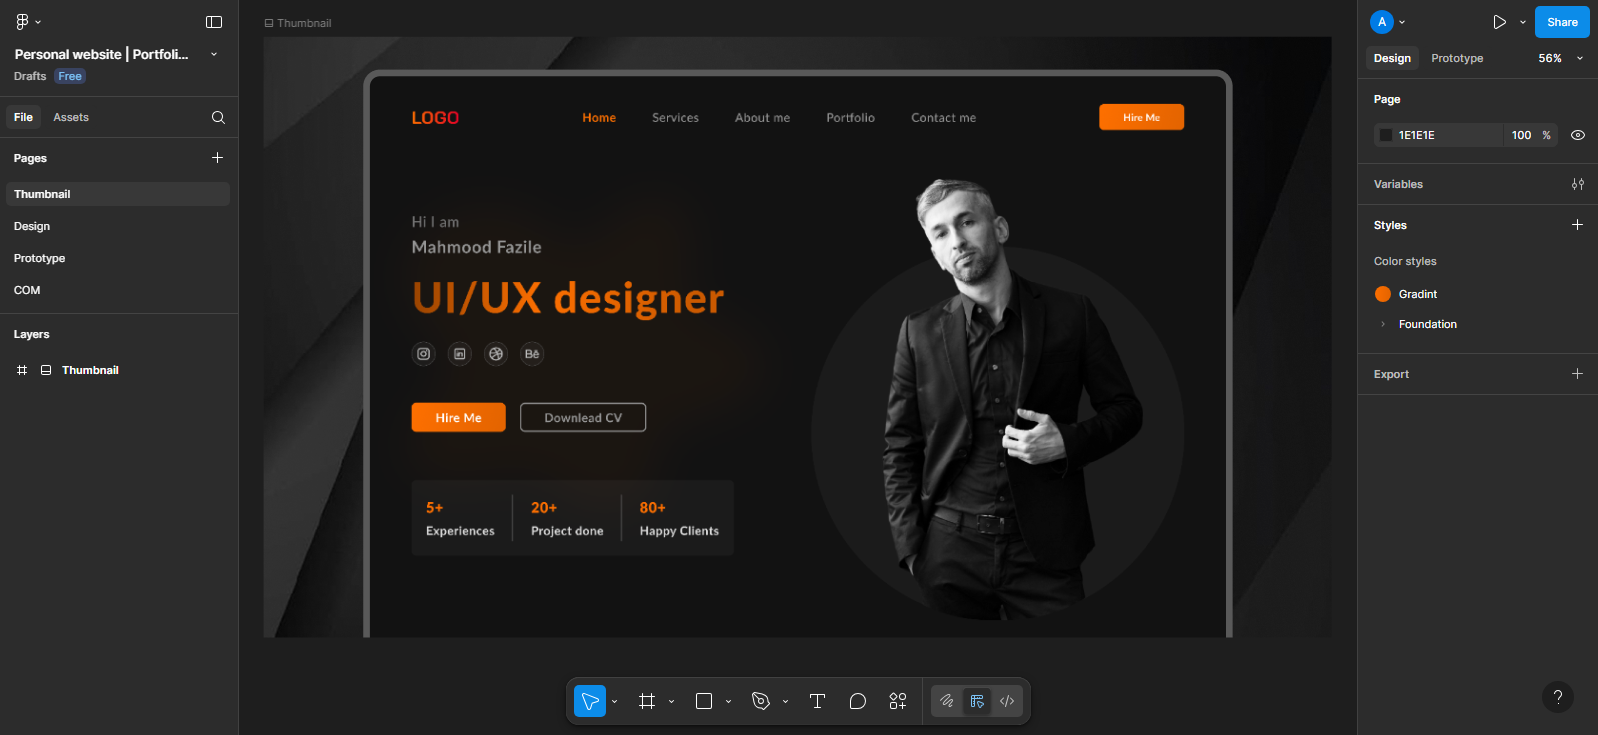 Personal website | Portfoli...
Drafts Free
File Assets
Pages
Thumbnail
Design
Prototype
COM
Layers
Thumbnail
Thumbnail
LOGO Home Services About me Portfolio Contact me Hire Me
Hi I am
Mahmood Fazile
UI/UX designer
in Bē
Hire Me Downlead CV
5+ 20+ 80+
Experiences Project done Happy Clients
A Share
Design Prototype 56%
Page
1E1E1E 100 %
Variables
Styles
Color styles
Gradint
Foundation
Export
?